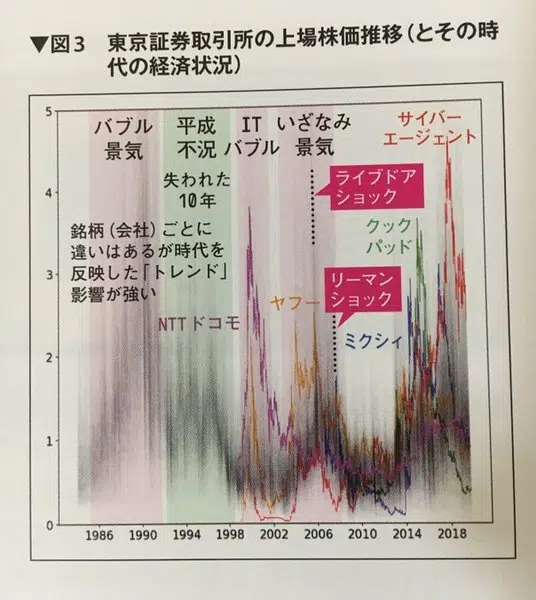 ▼図3 東京証券取引所の上場株価推移(とその時
代の経済状況)
5
4
3
2
1
0
バブル
景気
平成
不況
IT
バブル
いざなみ
景気
サイバー
エージェント
失われた
10年
ライブドア
ショック
クック
パッド
銘柄(会社)ごとに
違いはあるが時代を
反映した「トレンド」
影響が強い
リーマン
ショック
ヤフー
NTTドコモ
ミクシィ
1986 1990 1994 1998 2002 2006 2010 2014 2018